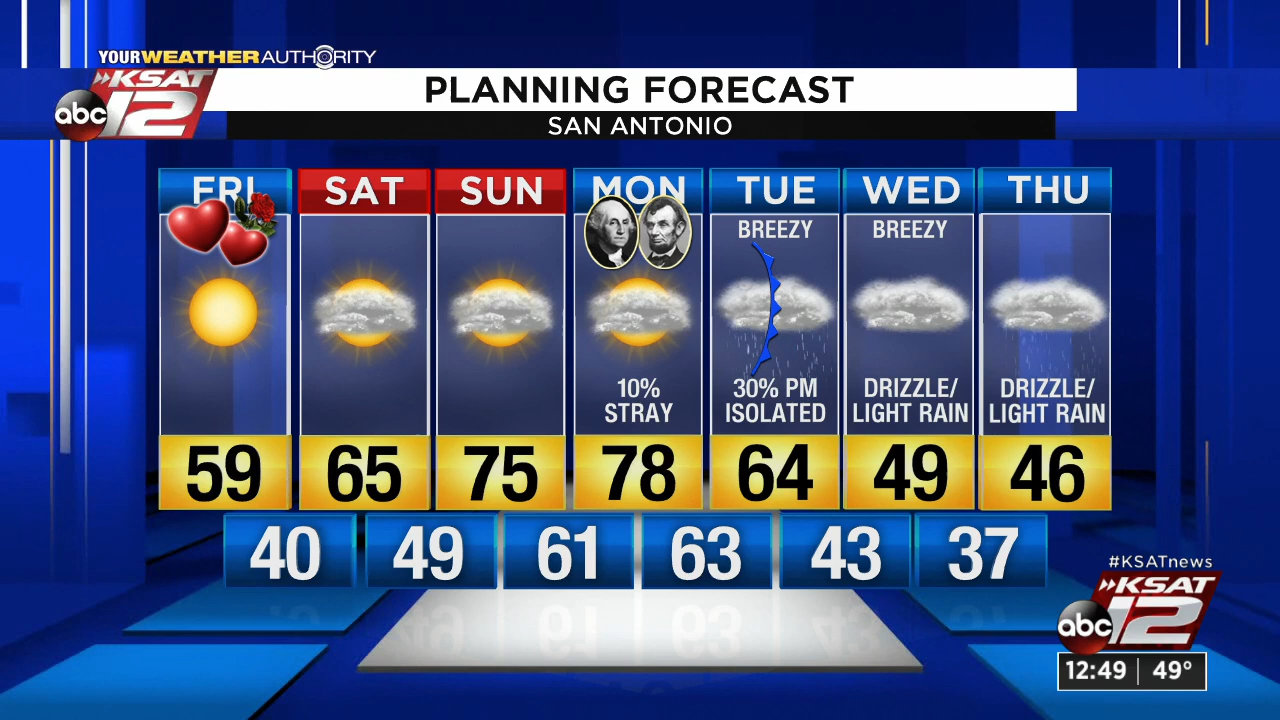 YOURWEATHERAUTHORITY
KSAT
abc 12
PLANNING FORECAST
SAN ANTONIO
FRI SAT SUN MON TUE WED THU
BREEZY BREEZY
10% STRAY
30% PM ISOLATED
DRIZZLE/ LIGHT RAIN
DRIZZLE/ LIGHT RAIN
59 65 75 78 64 49 46
40 49 61 63 43 37
#KSATnews
KSAT
abc 12
12:49 49°